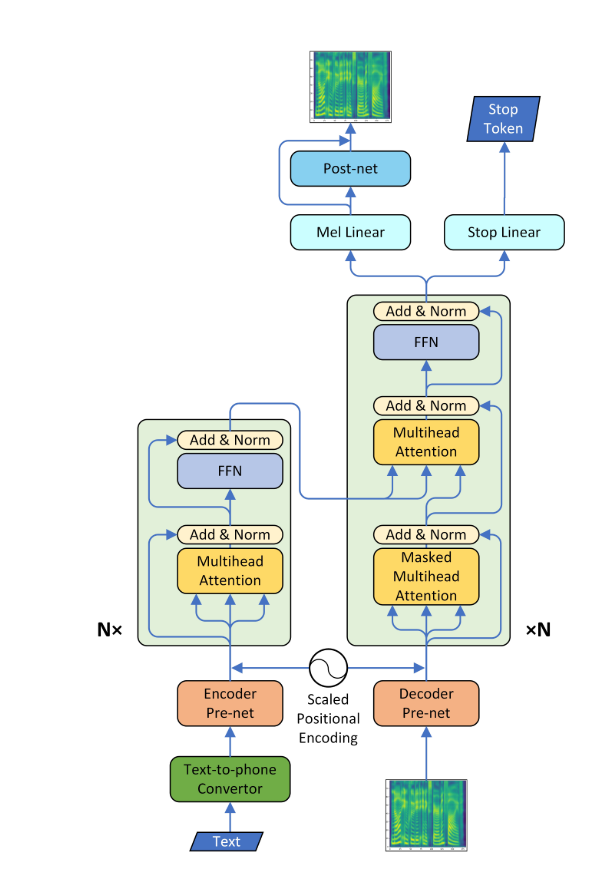 Stop
Token
Post-net
Mel Linear
Stop Linear
Add & Norm
FFN
Add & Norm
Multihead
Attention
Add & Norm
FFN
Add & Norm
Multihead
Attention
Add & Norm
Masked
Multihead
Attention
N×
×N
Encoder
Pre-net
Scaled
Positional
Encoding
Decoder
Pre-net
Text-to-phone
Convertor
Text